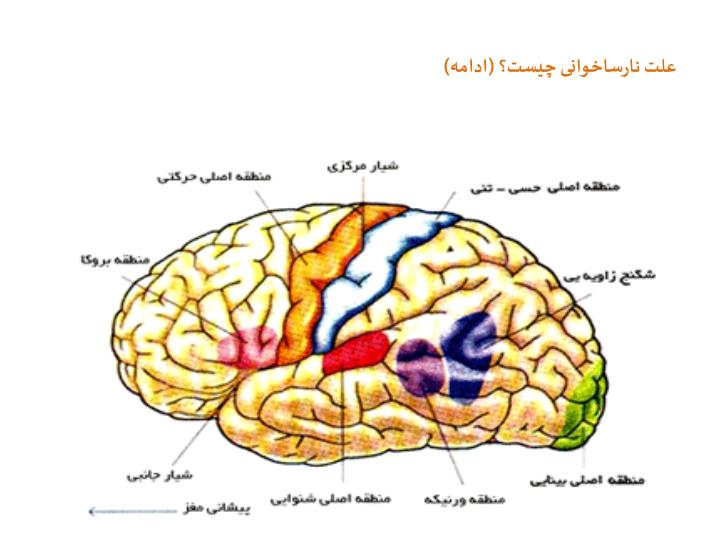 علت نارساخوانی چیست؟ (ادامه)
شیار مرکزی
منطقه اصلی حرکتی
منطقه اصلی حسی - تنی
منطقه بروکا
شکنج زاویه یی
شیار جانبی
منطقه اصلی بینایی
منطقه اصلی شنوایی
منطقه ورنیکه
پیشانی مغز